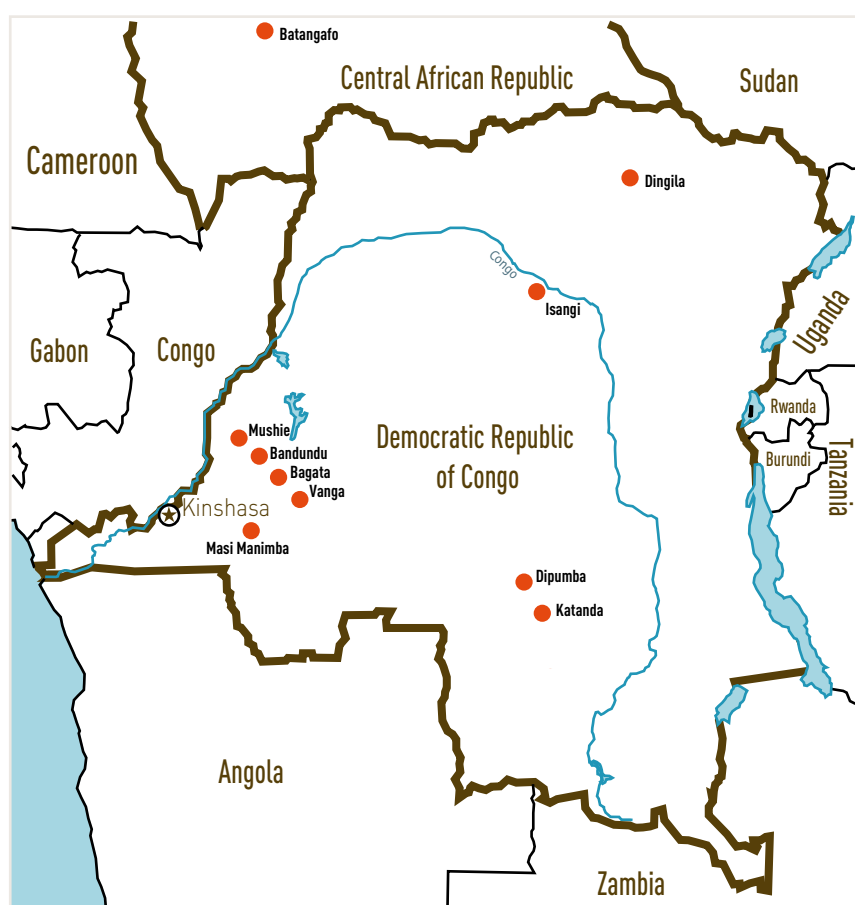 Batangafo
Central African Republic
Sudan
Cameroon
Dingila
Congo
Isangi
Uganda
Gabon
Congo
Rwanda
Mushie
Democratic Republic
of Congo
Bandundu
Burundi
Tanzania
Bagata
Vanga
Kinshasa
Masi Manimba
Dipumba
Katanda
Angola
Zambia